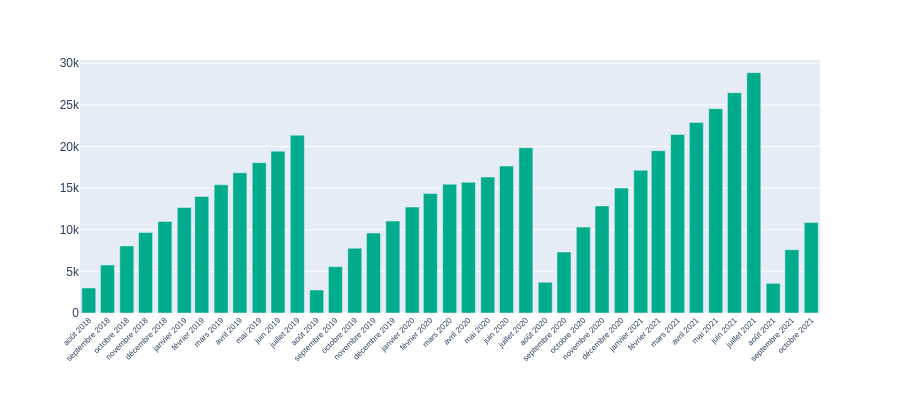 30k
25k
20k
15k
10k
5k
0
août 2018
septembre 2018
octobre 2018
novembre 2018
décembre 2018
janvier 2019
février 2019
mars 2019
avril 2019
mai 2019
juin 2019
juillet 2019
août 2019
septembre 2019
octobre 2019
novembre 2019
décembre 2019
janvier 2020
février 2020
mars 2020
avril 2020
mai 2020
juin 2020
juillet 2020
août 2020
septembre 2020
octobre 2020
novembre 2020
décembre 2020
janvier 2021
février 2021
mars 2021
avril 2021
mai 2021
juin 2021
juillet 2021
août 2021
septembre 2021
octobre 2021